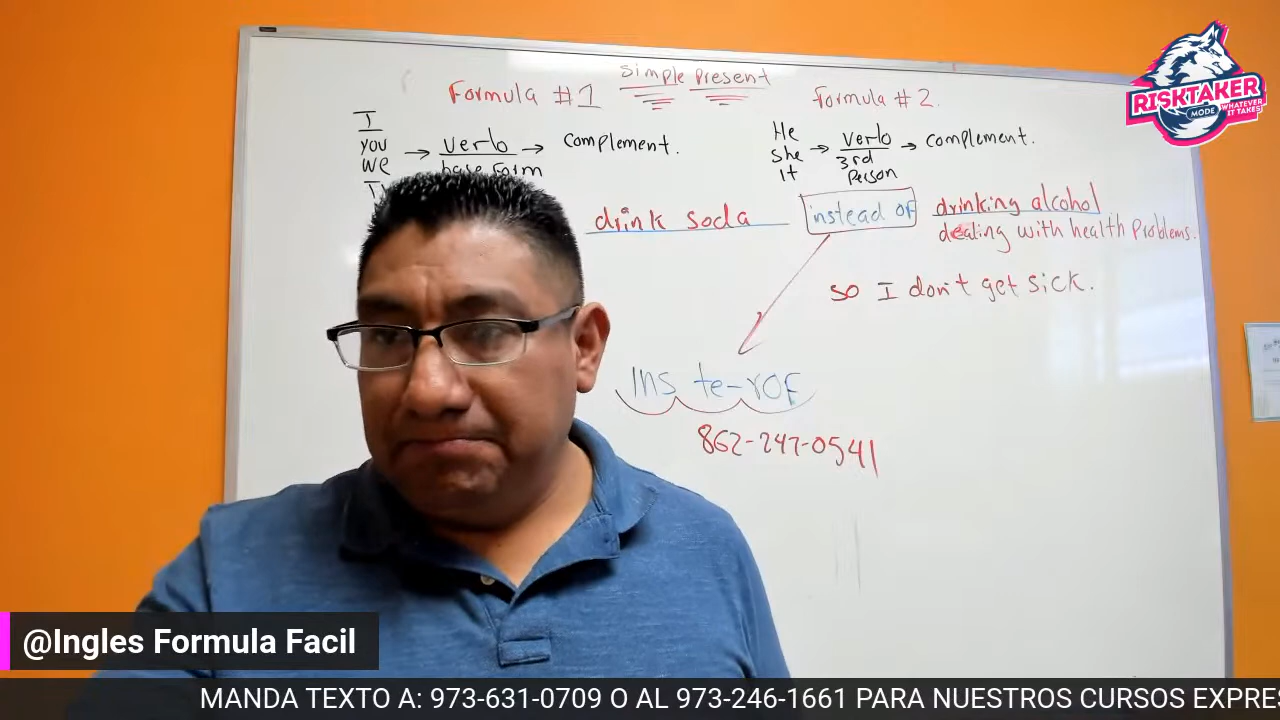 simple present
Formula #1
Formula #2.
I
you
we
→ verb → complement.
base form
He
she
it
→ verb → complement.
3rd
Person
drink soda
instead of
drinking alcohol
dealing with health problems.
so I don't get sick.
Ins te-rOF
862-247-0541
RISKTAKER
MODE
WHATEVER
IT TAKES
@Ingles Formula Facil
MANDA TEXTO A: 973-631-0709 O AL 973-246-1661 PARA NUESTROS CURSOS EXPRES